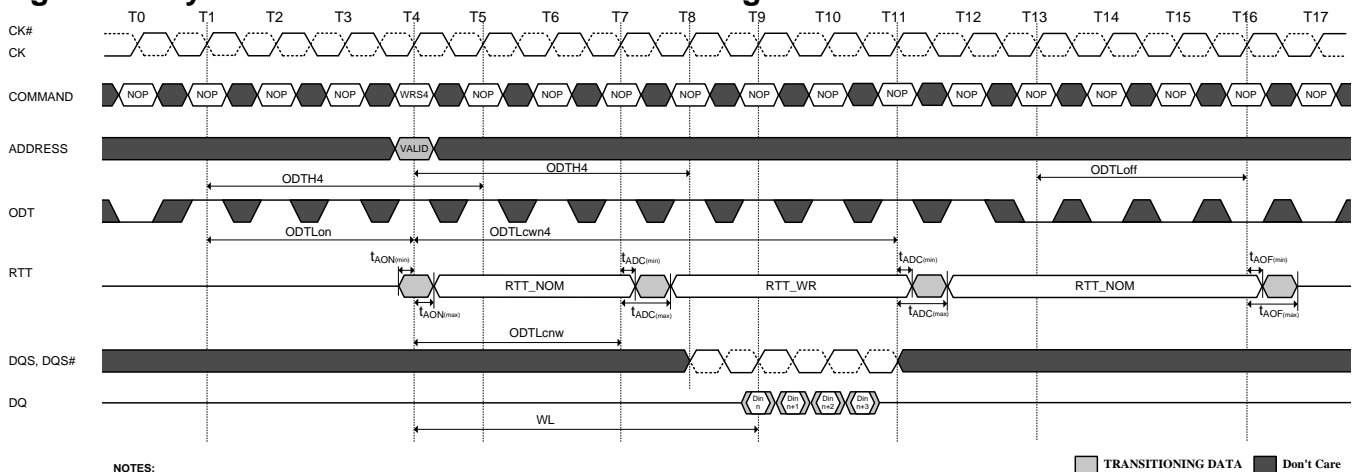 T0 T1 T2 T3 T4 T5 T6 T7 T8 T9 T10 T11 T12 T13 T14 T15 T16 T17
CK#
CK
COMMAND NOP NOP NOP NOP WRS4 NOP NOP NOP NOP NOP NOP NOP NOP NOP NOP NOP NOP NOP
ADDRESS VALID
ODTH4 ODTH4 ODTLoff
ODT
ODTLon ODTLcwn4
tAON(min) tADC(min) tADC(min) tAOF(min)
RTT RTT_NOM RTT_WR RTT_NOM
tAON(max) tADC(max) tADC(max) tAOF(max)
ODTLcnw
DQS, DQS#
DQ Din n Din n+1 Din n+2 Din n+3
WL
NOTES:
TRANSITIONING DATA Don't Care